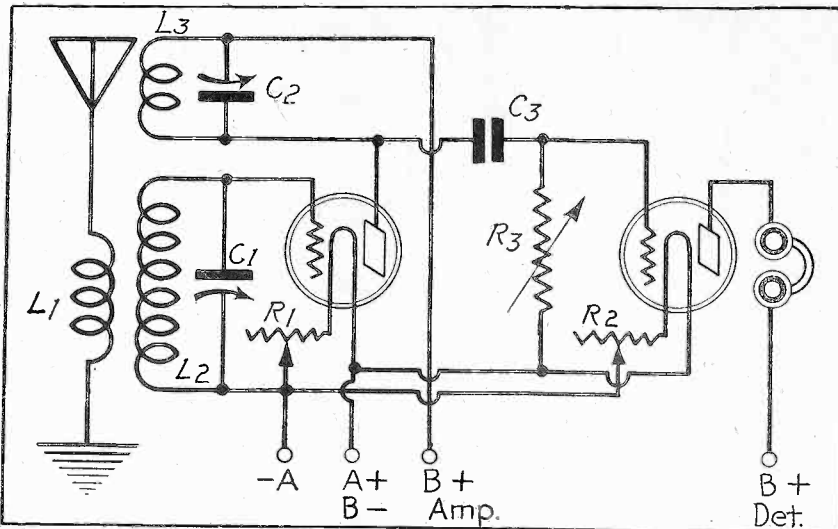 L3
C2
C3
C1
R3
L1
R1
R2
L2
-A
A+
B-
B+
Amp.
B+
Det.